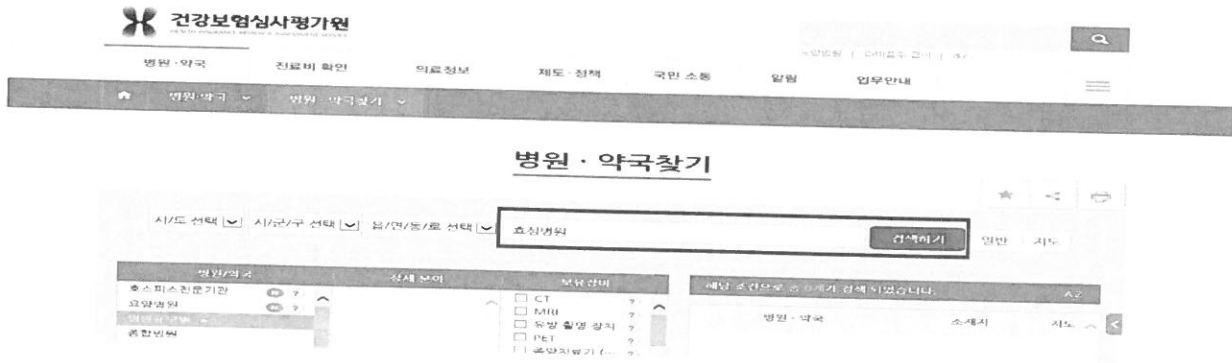 건강보험심사평가원
HEALTH INSURANCE REVIEW & ASSESSMENT SERVICE
병원·약국 진료비 확인 의료정보 제도·정책 국민 소통 알림 업무안내
병원·약국 병원·약국찾기
병원·약국찾기
시/도 선택 시/군/구 선택 읍/면/동/로 선택 효심병원 검색하기 일반 지도
병원/약국 상세 분야 보유장비 해당 조건으로 총 0개가 검색 되었습니다.
호스피스전문기관 ? CT ?
요양병원 ? MRI ? 병원·약국 소재지 지도
유방 촬영 장치 ?
종합병원 PET ?